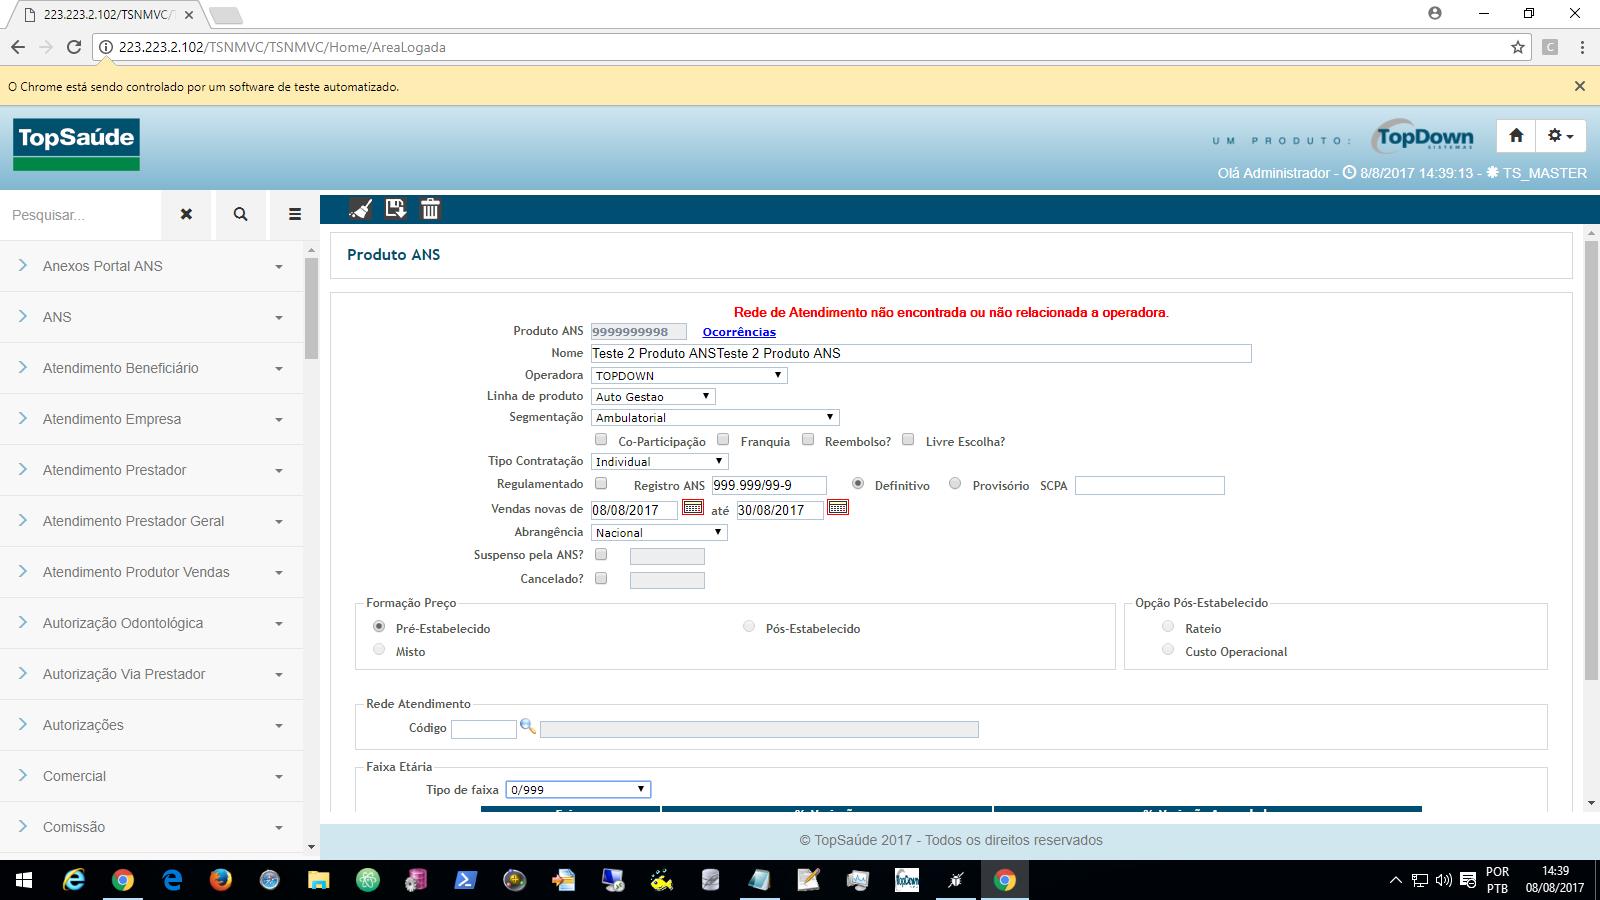 223.223.2.102/TSNMVC/T
223.223.2.102/TSNMVC/TSNMVC/Home/AreaLogada
C
O Chrome está sendo controlado por um software de teste automatizado.
TopSaúde
UM PRODUTO:
TopDown
SISTEMAS
Olá Administrador - 8/8/2017 14:39:13 - TS_MASTER
Pesquisar...
Anexos Portal ANS
ANS
Atendimento Beneficiário
Atendimento Empresa
Atendimento Prestador
Atendimento Prestador Geral
Atendimento Produtor Vendas
Autorização Odontológica
Autorização Via Prestador
Autorizações
Comercial
Comissão
Produto ANS
Rede de Atendimento não encontrada ou não relacionada a operadora.
Produto ANS 9999999998 Ocorrências
Nome Teste 2 Produto ANSTeste 2 Produto ANS
Operadora TOPDOWN
Linha de produto Auto Gestao
Segmentação Ambulatorial
Co-Participação Franquia Reembolso? Livre Escolha?
Tipo Contratação Individual
Regulamentado Registro ANS 999.999/99-9 Definitivo Provisório SCPA
Vendas novas de 08/08/2017 até 30/08/2017
Abrangência Nacional
Suspenso pela ANS?
Cancelado?
Formação Preço
Pré-Estabelecido Pós-Estabelecido
Misto
Opção Pós-Estabelecido
Rateio
Custo Operacional
Rede Atendimento
Código
Faixa Etária
Tipo de faixa 0/999
© TopSaúde 2017 - Todos os direitos reservados
TopDown
POR
PTB
14:39
08/08/2017